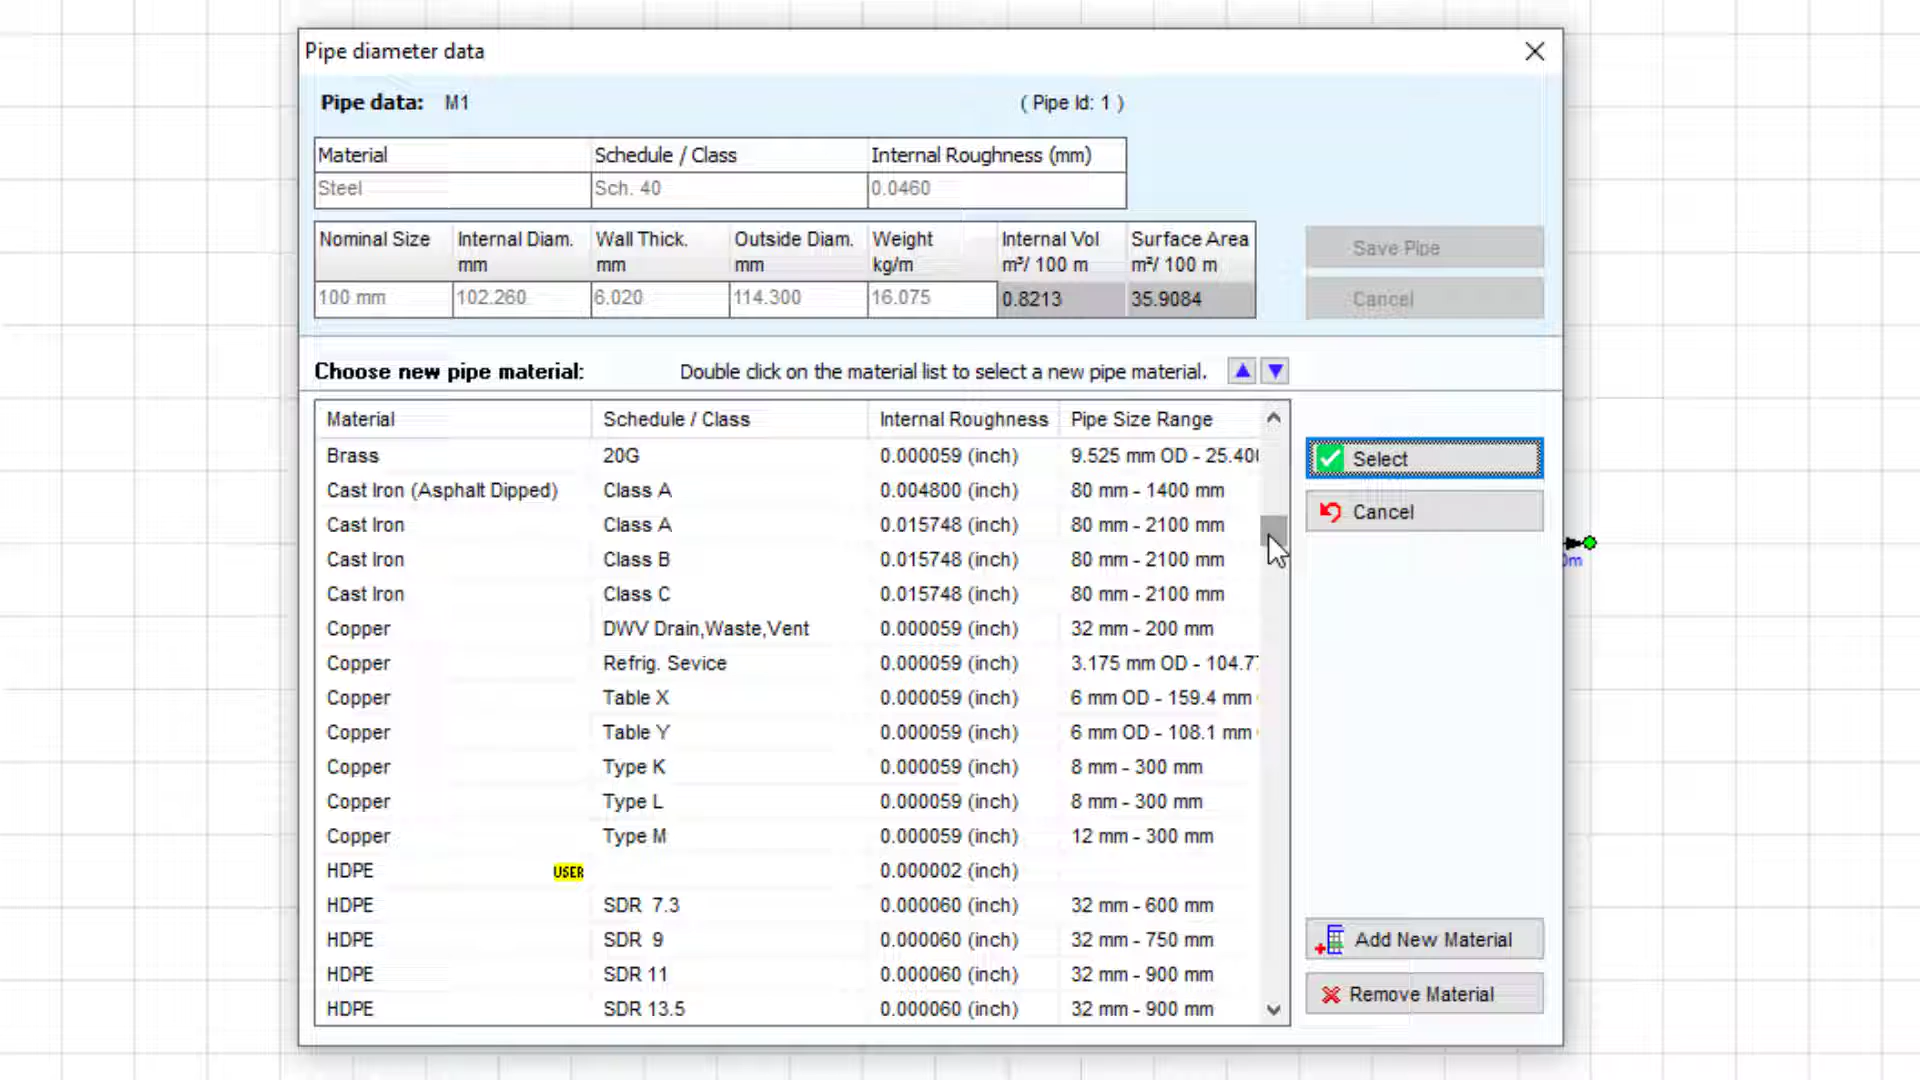 Pipe diameter data
Pipe data: M1 ( Pipe Id: 1 )
Material Schedule / Class Internal Roughness (mm)
Steel Sch. 40 0.0460
Nominal Size Internal Diam. mm Wall Thick. mm Outside Diam. mm Weight kg/m Internal Vol m³/ 100 m Surface Area m²/ 100 m
100 mm 102.260 6.020 114.300 16.075 0.8213 35.9084
Save Pipe
Cancel
Choose new pipe material: Double click on the material list to select a new pipe material.
Material Schedule / Class Internal Roughness Pipe Size Range
Brass 20G 0.000059 (inch) 9.525 mm OD - 25.40
Cast Iron (Asphalt Dipped) Class A 0.004800 (inch) 80 mm - 1400 mm
Cast Iron Class A 0.015748 (inch) 80 mm - 2100 mm
Cast Iron Class B 0.015748 (inch) 80 mm - 2100 mm
Cast Iron Class C 0.015748 (inch) 80 mm - 2100 mm
Copper DWV Drain,Waste,Vent 0.000059 (inch) 32 mm - 200 mm
Copper Refrig. Sevice 0.000059 (inch) 3.175 mm OD - 104.7
Copper Table X 0.000059 (inch) 6 mm OD - 159.4 mm
Copper Table Y 0.000059 (inch) 6 mm OD - 108.1 mm
Copper Type K 0.000059 (inch) 8 mm - 300 mm
Copper Type L 0.000059 (inch) 8 mm - 300 mm
Copper Type M 0.000059 (inch) 12 mm - 300 mm
HDPE USER 0.000002 (inch)
HDPE SDR 7.3 0.000060 (inch) 32 mm - 600 mm
HDPE SDR 9 0.000060 (inch) 32 mm - 750 mm
HDPE SDR 11 0.000060 (inch) 32 mm - 900 mm
HDPE SDR 13.5 0.000060 (inch) 32 mm - 900 mm
Select
Cancel
Add New Material
Remove Material